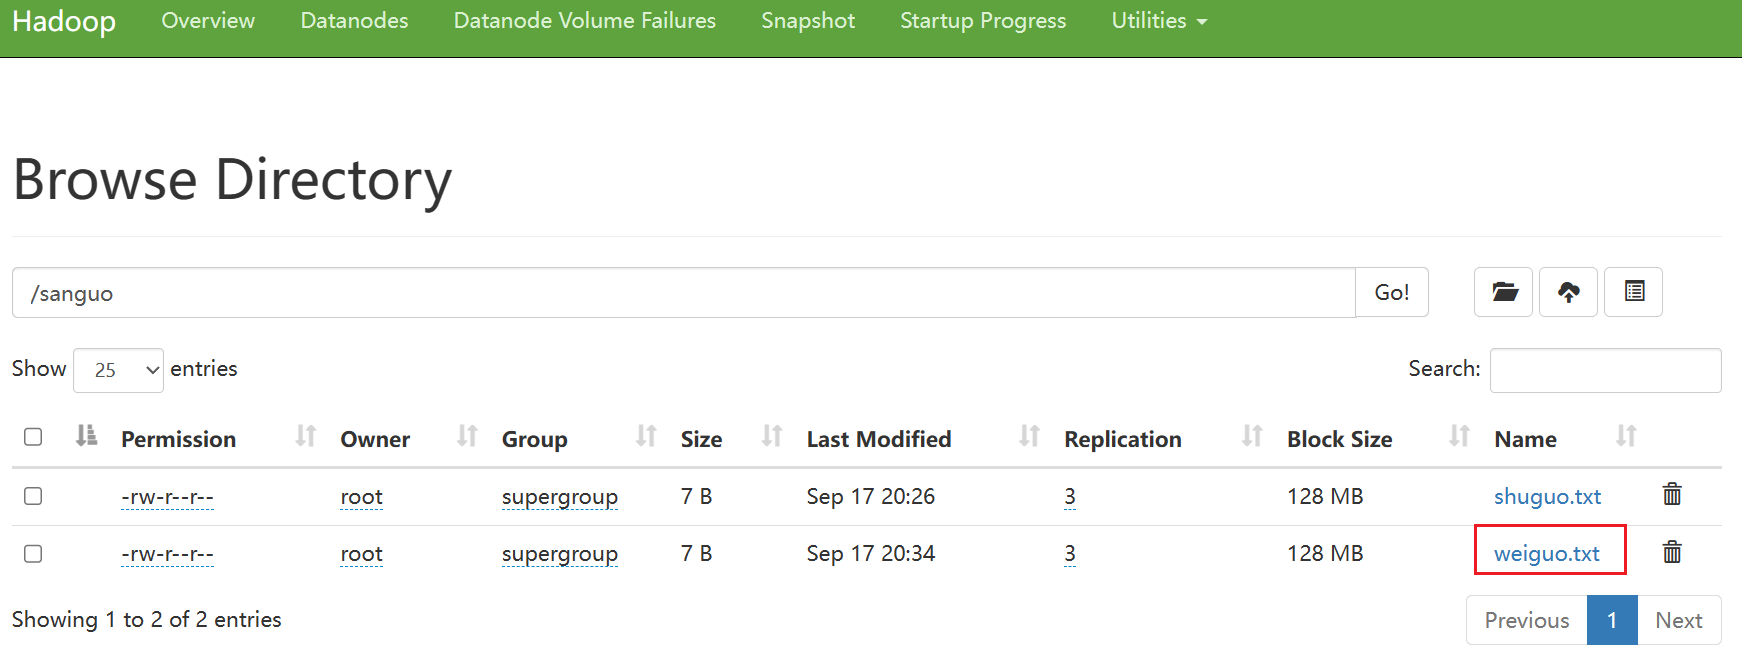 Hadoop Overview Datanodes Datanode Volume Failures Snapshot Startup Progress Utilities
Browse Directory
/sanguo Go!
Show 25 entries Search:
Permission Owner Group Size Last Modified Replication Block Size Name
-rw-r--r-- root supergroup 7 B Sep 17 20:26 3 128 MB shuguo.txt
-rw-r--r-- root supergroup 7 B Sep 17 20:34 3 128 MB weiguo.txt
Showing 1 to 2 of 2 entries Previous 1 Next